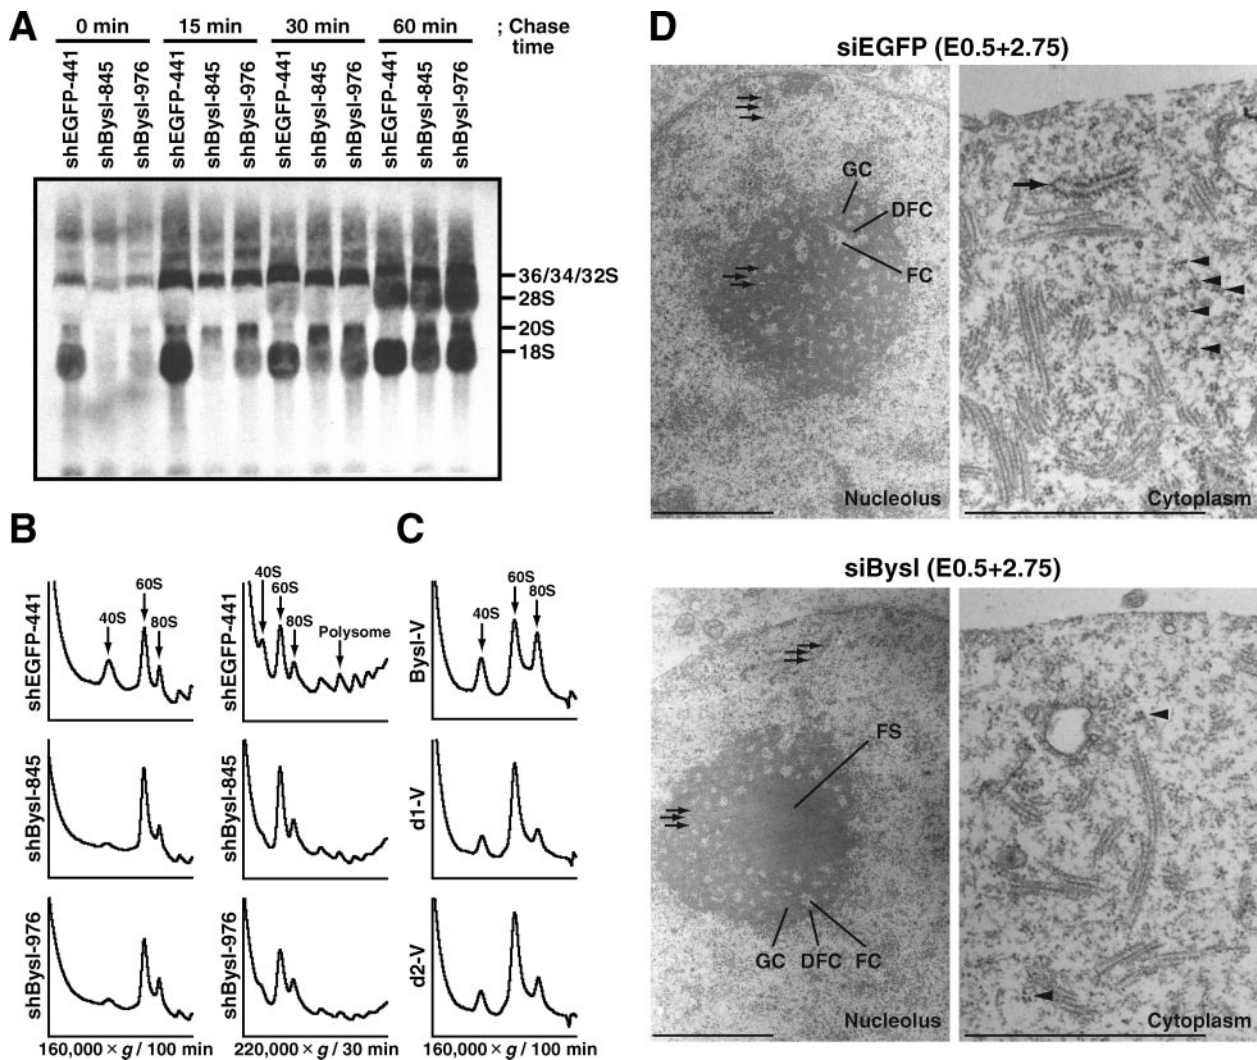 A
0 min 15 min 30 min 60 min ; Chase time
shEGFP-441 shBysl-845 shBysl-976 shEGFP-441 shBysl-845 shBysl-976 shEGFP-441 shBysl-845 shBysl-976 shEGFP-441 shBysl-845 shBysl-976
36/34/32S
28S
20S
18S
B
shEGFP-441
40S
60S
80S
shEGFP-441
40S
60S
80S
Polysome
shBysl-845
shBysl-845
shBysl-976
shBysl-976
160,000 × g / 100 min
220,000 × g / 30 min
C
Bysl-V
40S
60S
80S
d1-V
d2-V
160,000 × g / 100 min
D
siEGFP (E0.5+2.75)
GC
DFC
FC
Nucleolus
Cytoplasm
siBysl (E0.5+2.75)
FS
GC DFC FC
Nucleolus
Cytoplasm